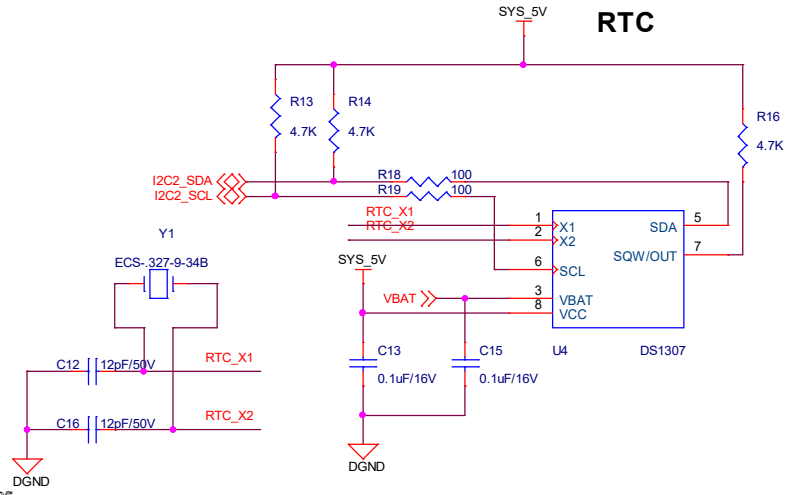 SYS_5V
RTC
R13
4.7K
R14
4.7K
R16
4.7K
I2C2_SDA
R18 100
I2C2_SCL
R19 100
RTC_X1
RTC_X2
1 X1
2 X2
6 SCL
3 VBAT
8 VCC
SDA 5
SQW/OUT 7
U4 DS1307
Y1
ECS-.327-9-34B
SYS_5V
VBAT
C13
0.1uF/16V
C15
0.1uF/16V
C12 12pF/50V RTC_X1
C16 12pF/50V RTC_X2
DGND
DGND